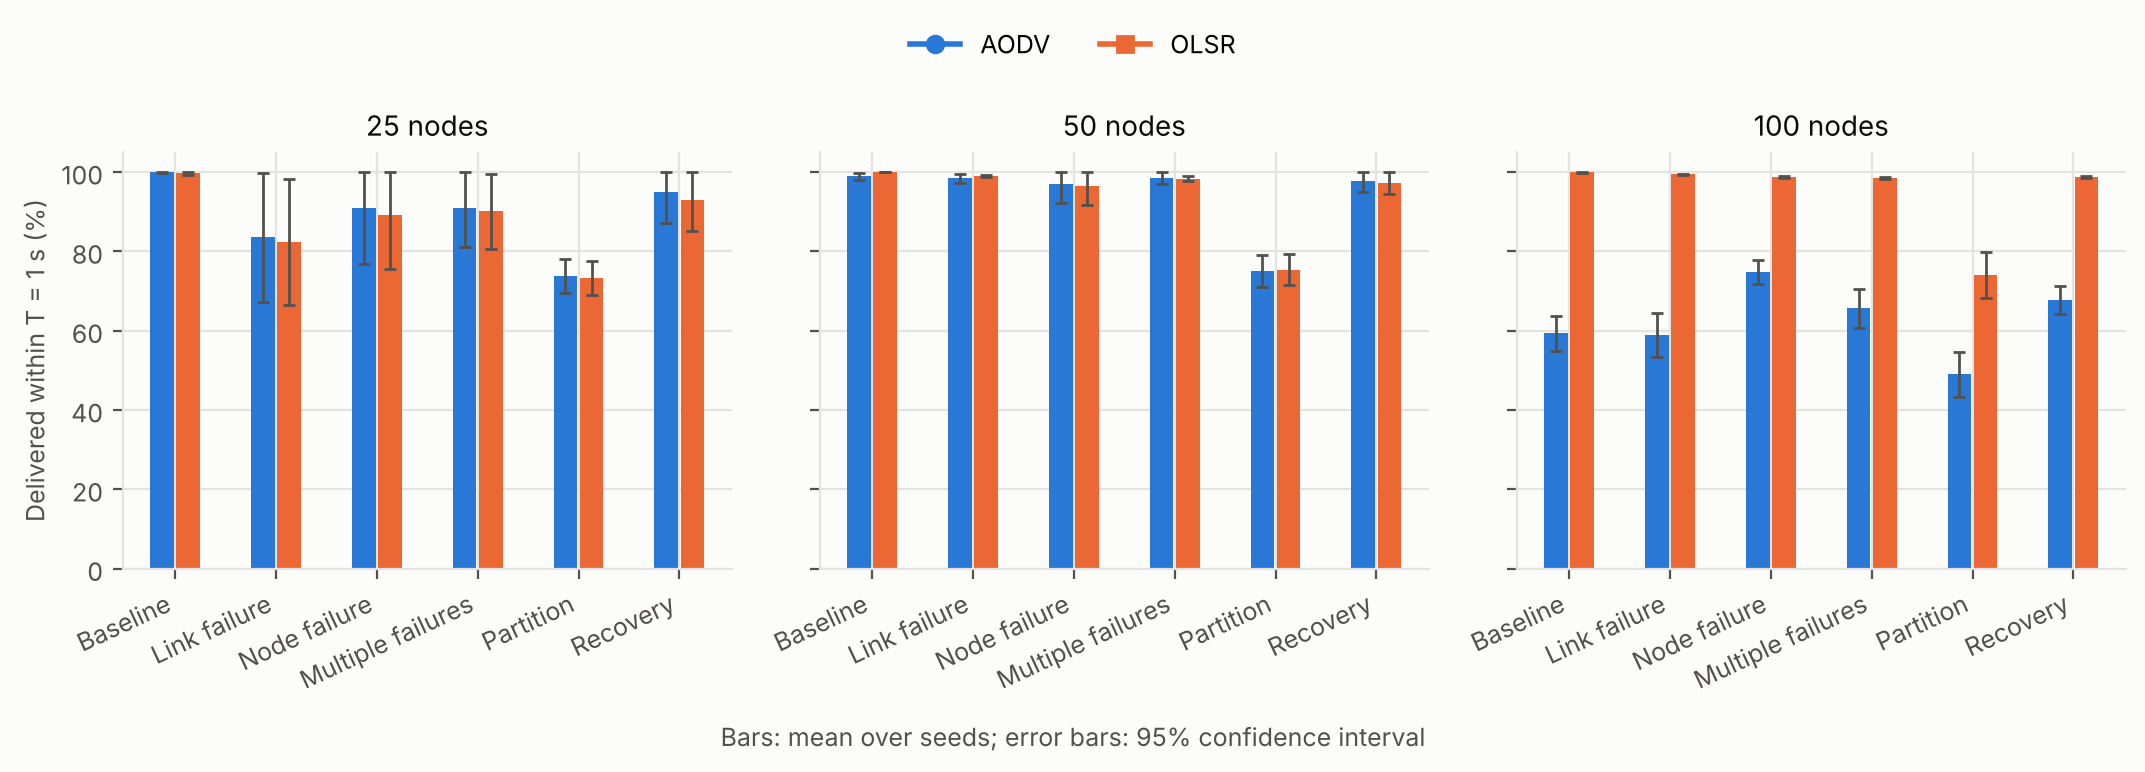 AODV OLSR
25 nodes
50 nodes
100 nodes
Delivered within T = 1 s (%)
100
80
60
40
20
0
Baseline
Link failure
Node failure
Multiple failures
Partition
Recovery
Baseline
Link failure
Node failure
Multiple failures
Partition
Recovery
Baseline
Link failure
Node failure
Multiple failures
Partition
Recovery
Bars: mean over seeds; error bars: 95% confidence interval